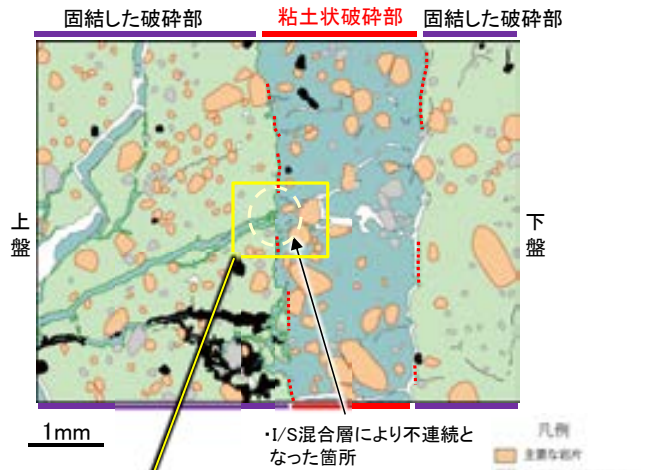 固結した破砕部
粘土状破砕部
固結した破砕部
上盤
下盤
1mm
・I/S混合層により不連続と
なった箇所
凡例
主要な岩片